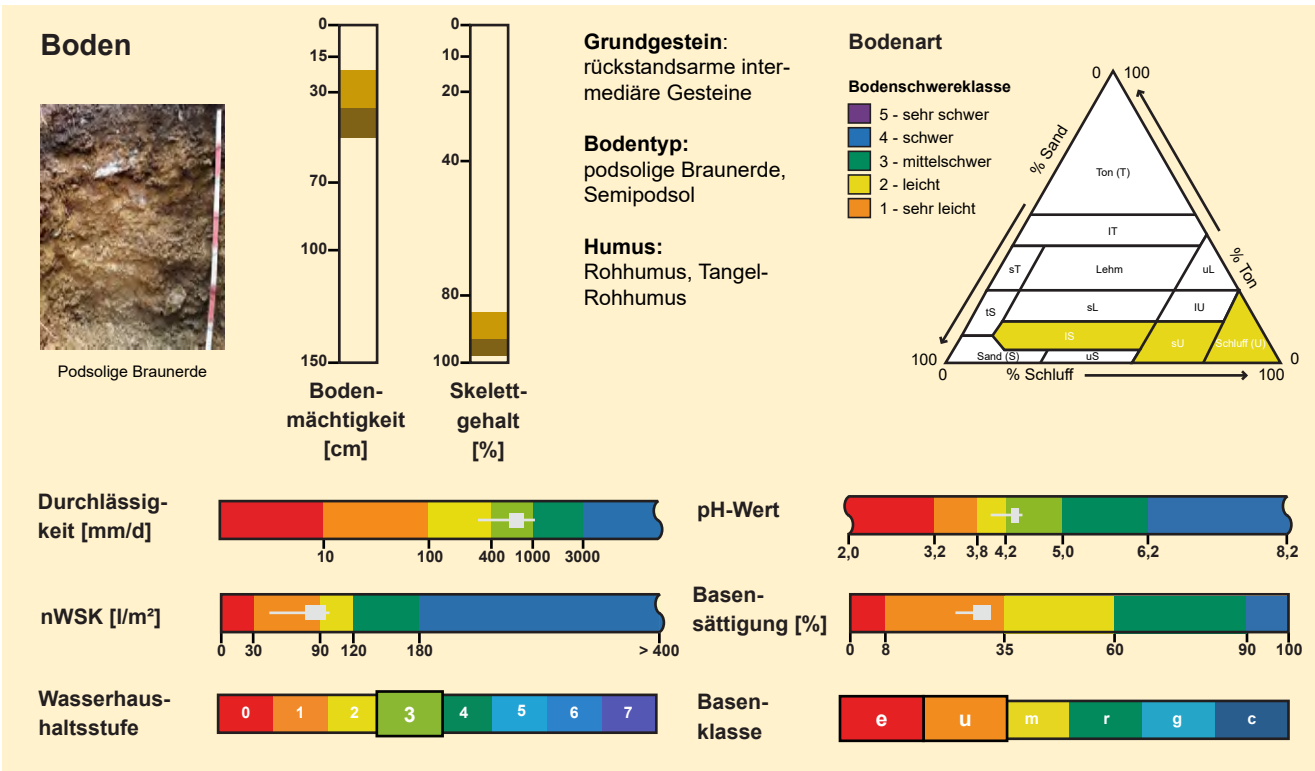 Boden
Podsolige Braunerde
0
15
30
70
100
150
Boden-
mächtigkeit
[cm]
0
10
20
40
80
100
Skelett-
gehalt
[%]
Grundgestein:
rückstandsarme inter-
mediäre Gesteine
Bodentyp:
podsolige Braunerde,
Semipodsol
Humus:
Rohhumus, Tangel-
Rohhumus
Bodenart
Bodenschwereklasse
5 - sehr schwer
4 - schwer
3 - mittelschwer
2 - leicht
1 - sehr leicht
0 100
% Sand
% Ton
Ton (T)
lT
sT Lehm uL
tS sL lU
lS sU Schluff (U)
Sand (S) uS
100 0
0 % Schluff 100
Durchlässig-
keit [mm/d]
10 100 400 1000 3000
nWSK [l/m²]
0 30 90 120 180 > 400
Wasserhaus-
haltsstufe
0 1 2 3 4 5 6 7
pH-Wert
2,0 3,2 3,8 4,2 5,0 6,2 8,2
Basen-
sättigung [%]
0 8 35 60 90 100
Basen-
klasse
e u m r g c